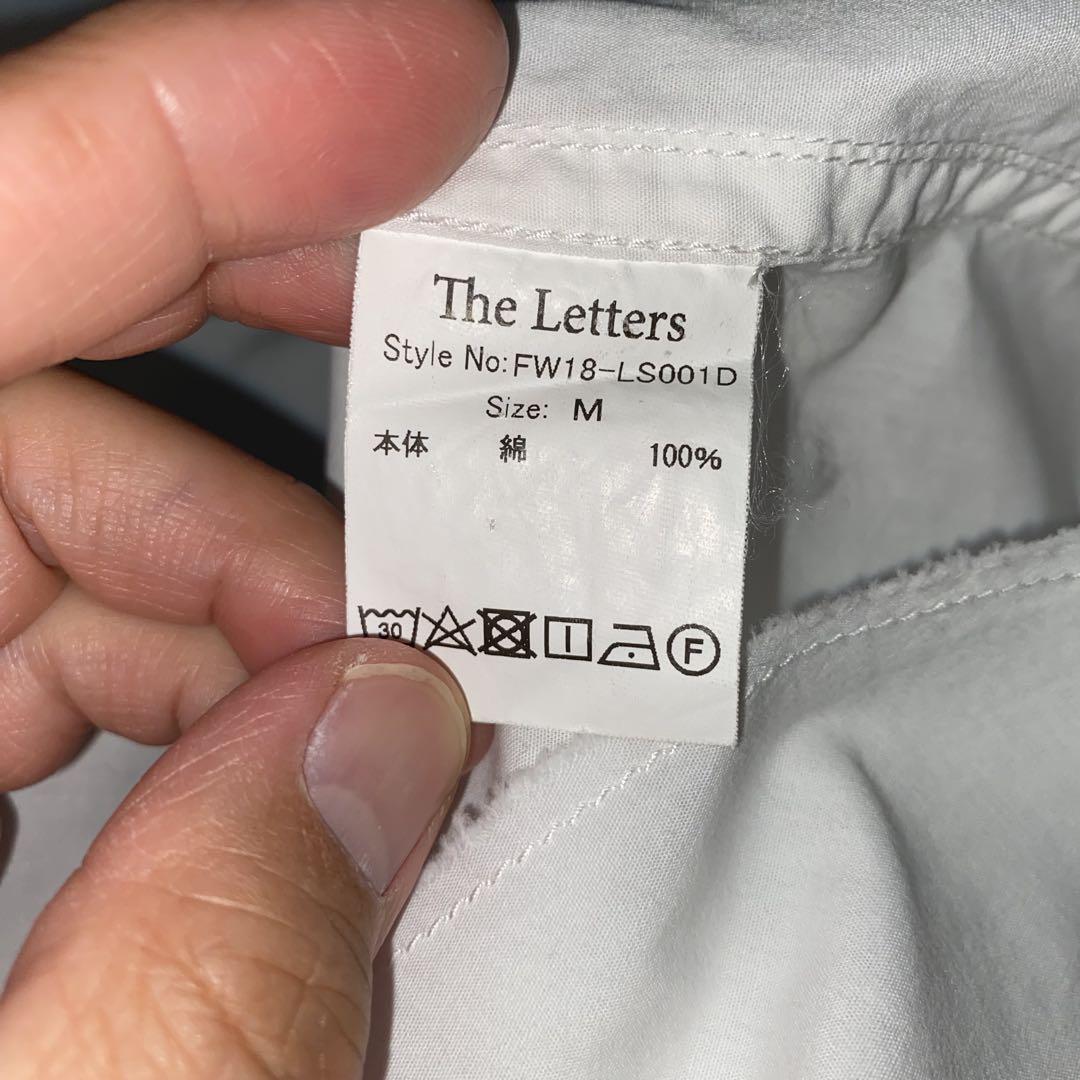 The Letters
Style No:FW18-LS001D
Size: M
本体 綿 100%
30 F